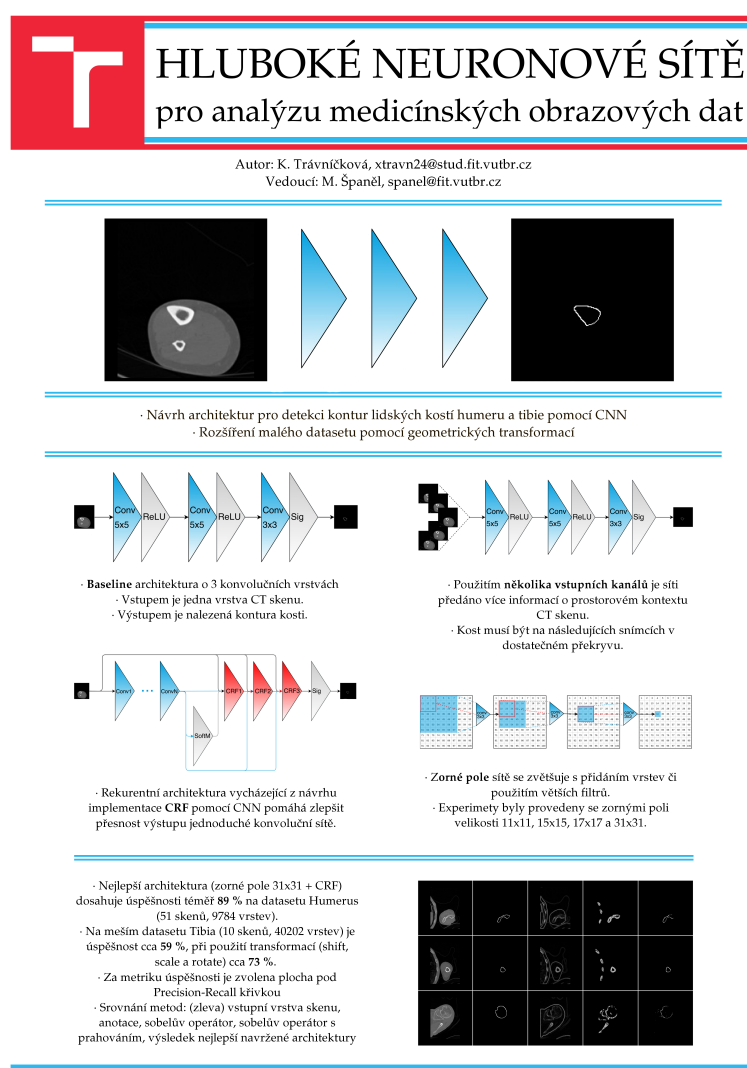 HLUBOKÉ NEURONOVÉ SÍTĚ
pro analýzu medicínských obrazových dat
Autor: K. Trávníčková, xtravn24@stud.fit.vutbr.cz
Vedoucí: M. Španěl, spanel@fit.vutbr.cz
· Návrh architektur pro detekci kontur lidských kostí humeru a tibie pomocí CNN
· Rozšíření malého datasetu pomocí geometrických transformací
Conv 5x5 ReLU Conv 5x5 ReLU Conv 3x3 Sig
· Baseline architektura o 3 konvolučních vrstvách
· Vstupem je jedna vrstva CT skenu.
· Výstupem je nalezená kontura kosti.
Conv 5x5 ReLU Conv 5x5 ReLU Conv 3x3 Sig
· Použitím několika vstupních kanálů je síti
předáno více informací o prostorovém kontextu
CT skenu.
· Kost musí být na následujících snímcích v
dostatečném překryvu.
Conv1 ConvN CRF1 CRF2 CRF3 Sig
SoftM
· Rekurentní architektura vycházející z návrhu
implementace CRF pomocí CNN pomáhá zlepšit
přesnost výstupu jednoduché konvoluční sítě.
· Zorné pole sítě se zvětšuje s přidáním vrstev či
použitím větších filtrů.
· Experimety byly provedeny se zornými poli
velikosti 11x11, 15x15, 17x17 a 31x31.
· Nejlepší architektura (zorné pole 31x31 + CRF)
dosahuje úspěšnosti téměř 89 % na datasetu Humerus
(51 skenů, 9784 vrstev).
· Na meším datasetu Tibia (10 skenů, 40202 vrstev) je
úspěšnost cca 59 %, při použití transformací (shift,
scale a rotate) cca 73 %.
· Za metriku úspěšnosti je zvolena plocha pod
Precision-Recall křivkou
· Srovnání metod: (zleva) vstupní vrstva skenu,
anotace, sobelův operátor, sobelův operátor s
prahováním, výsledek nejlepší navržené architektury